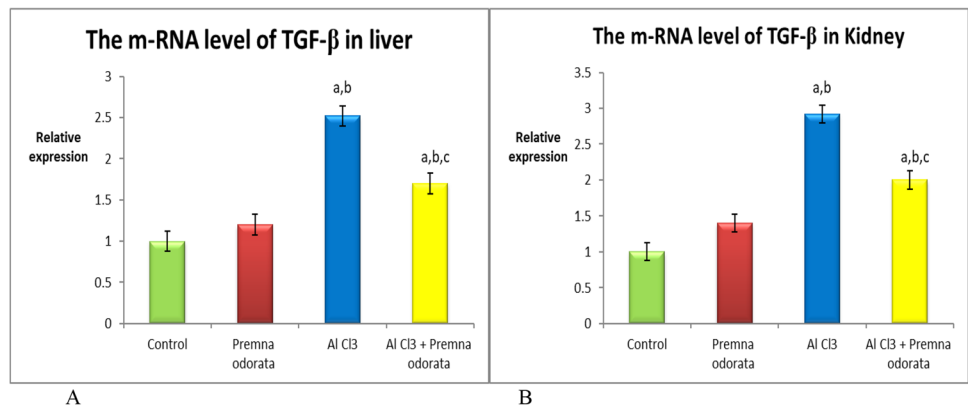 The m-RNA level of TGF-β in liver
Relative
expression
3
2.5
2
1.5
1
0.5
0
a,b
a,b,c
Control
Premna
odorata
Al Cl3
Al Cl3 + Premna
odorata
A
The m-RNA level of TGF-β in Kidney
Relative
expression
3.5
3
2.5
2
1.5
1
0.5
0
a,b
a,b,c
Control
Premna
odorata
Al Cl3
Al Cl3 + Premna
odorata
B